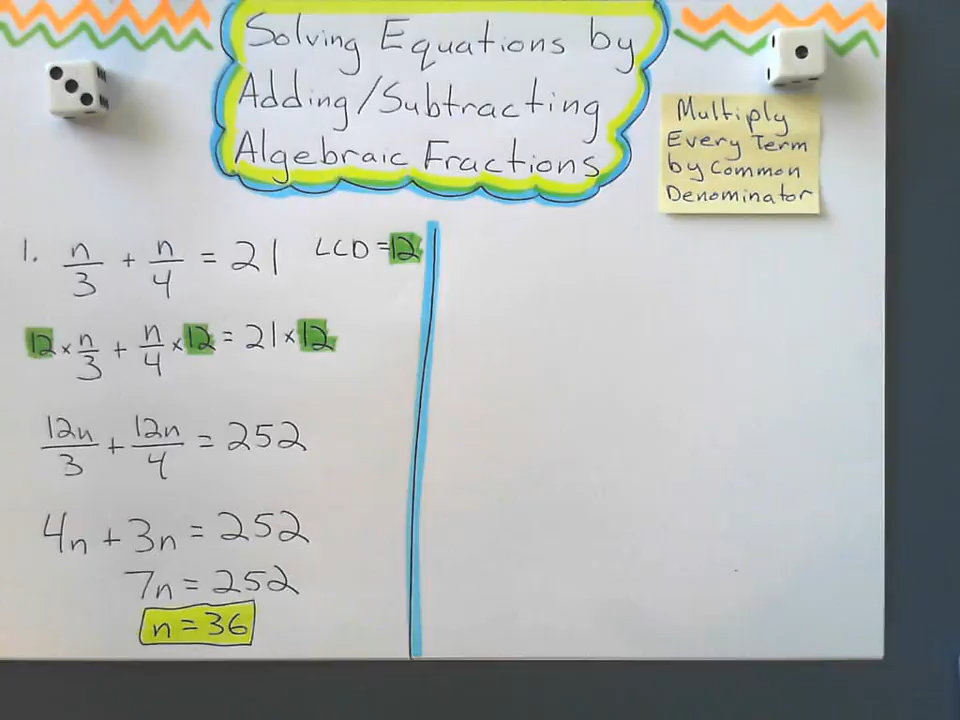 Solving Equations by
Adding/Subtracting
Algebraic Fractions
Multiply
Every Term
by Common
Denominator
1. n/3 + n/4 = 21 LCD = 12
12 × n/3 + n/4 × 12 = 21 × 12
12n/3 + 12n/4 = 252
4n + 3n = 252
7n = 252
n = 36